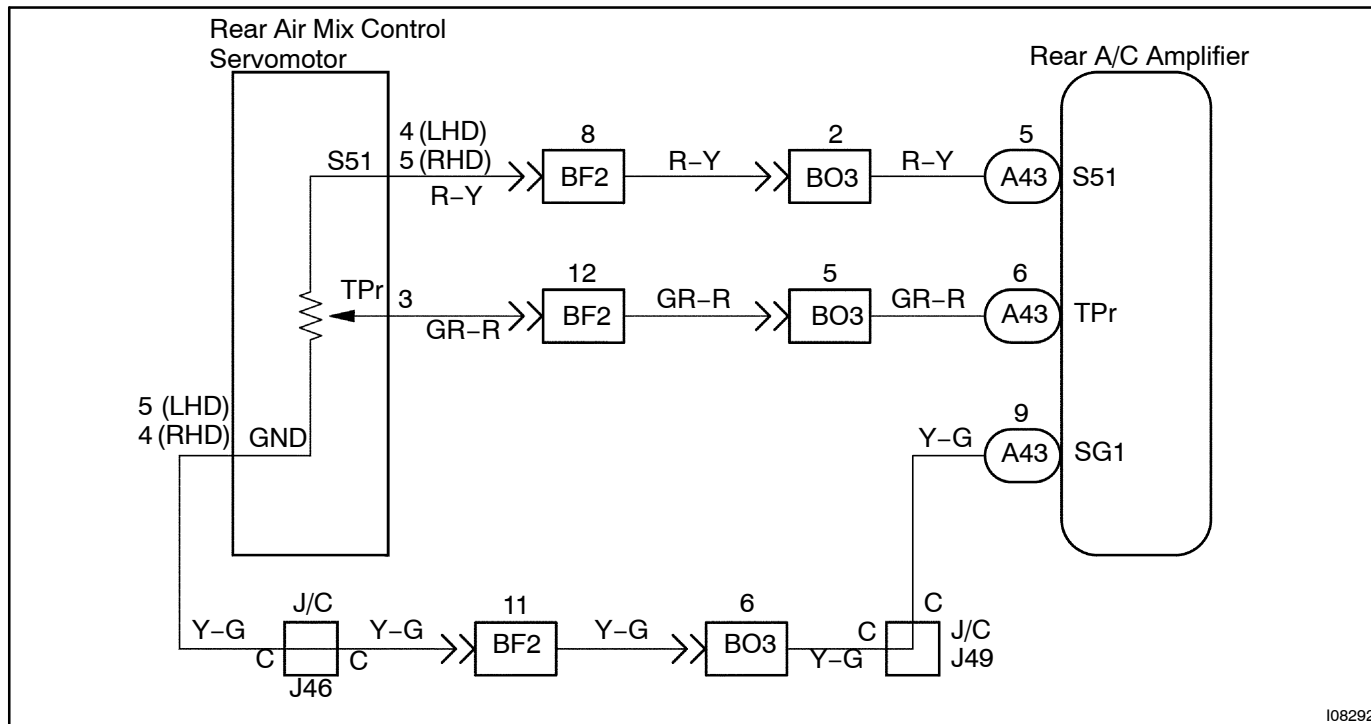 Rear Air Mix Control
Servomotor
Rear A/C Amplifier
4 (LHD)
5 (RHD)
S51
R–Y
8
BF2
R–Y
2
BO3
R–Y
5
A43
S51
TPr
3
GR–R
12
BF2
GR–R
5
BO3
GR–R
6
A43
TPr
5 (LHD)
4 (RHD)
GND
Y–G
9
A43
SG1
Y–G
C
J/C
C
J46
Y–G
11
BF2
Y–G
6
BO3
Y–G
C
C
J/C
J49
I08292